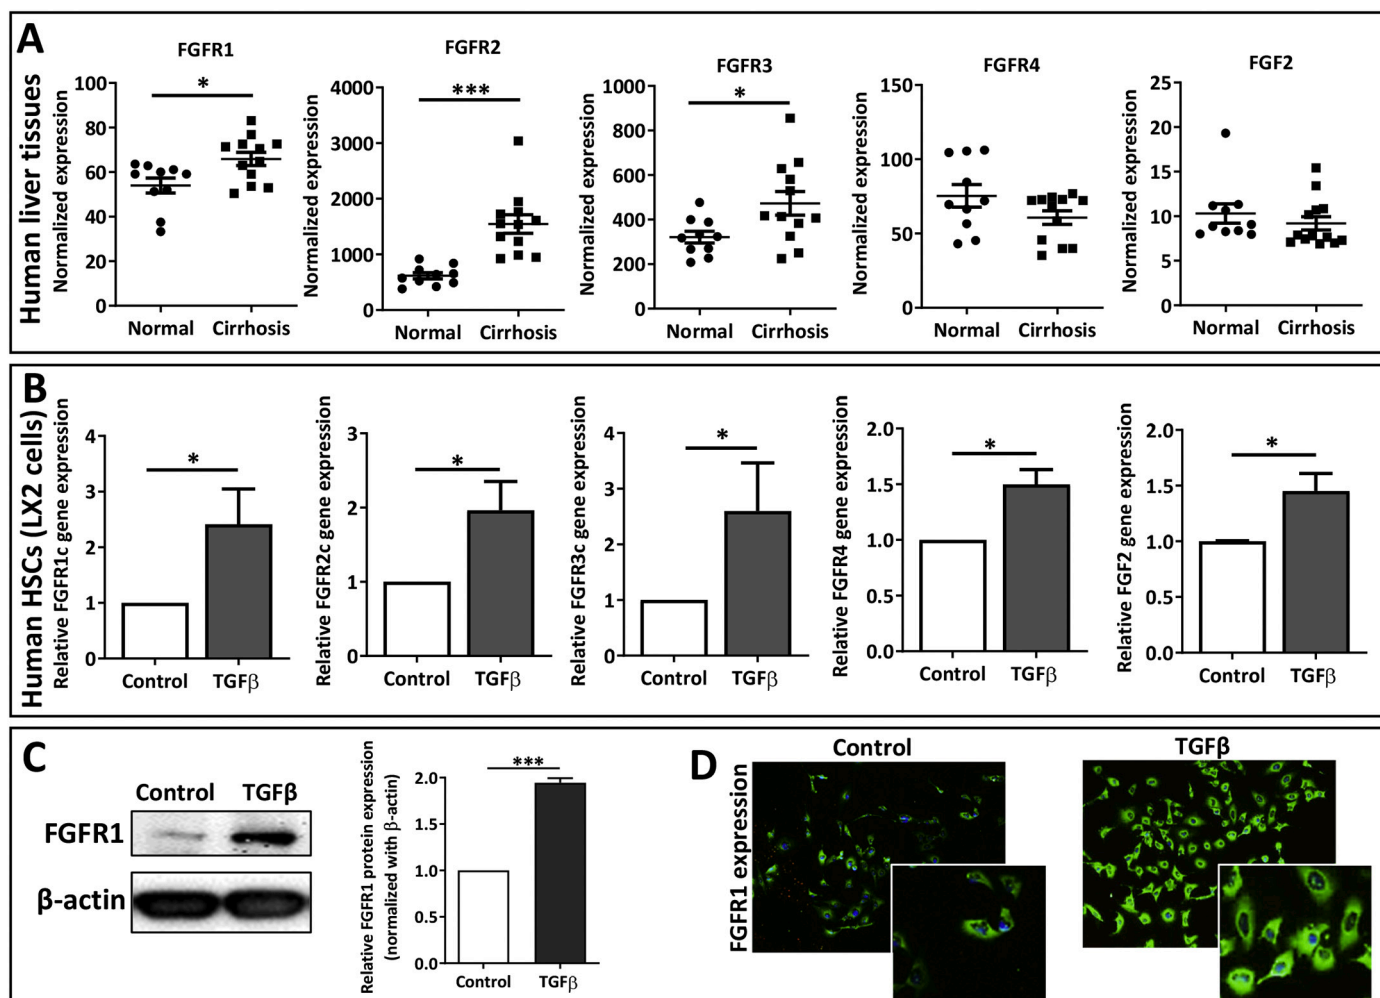 A
Human liver tissues
FGFR1
Normalized expression
100
80
60
40
20
0
*
Normal Cirrhosis
FGFR2
Normalized expression
4000
3000
2000
1000
0
***
Normal Cirrhosis
FGFR3
Normalized expression
1000
800
600
400
200
0
*
Normal Cirrhosis
FGFR4
Normalized expression
150
100
50
0
Normal Cirrhosis
FGF2
Normalized expression
25
20
15
10
5
0
Normal Cirrhosis
B
Human HSCs (LX2 cells)
Relative FGFR1c gene expression
4
3
2
1
0
*
Control TGFβ
Relative FGFR2c gene expression
3
2
1
0
*
Control TGFβ
Relative FGFR3c gene expression
4
3
2
1
0
*
Control TGFβ
Relative FGFR4 gene expression
2.0
1.5
1.0
0.5
0.0
*
Control TGFβ
Relative FGF2 gene expression
2.0
1.5
1.0
0.5
0.0
*
Control TGFβ
C
Control TGFβ
FGFR1
β-actin
Relative FGFR1 protein expression
(normalized with β-actin)
2.0
1.5
1.0
0.5
0.0
***
Control TGFβ
D
Control TGFβ
FGFR1 expression